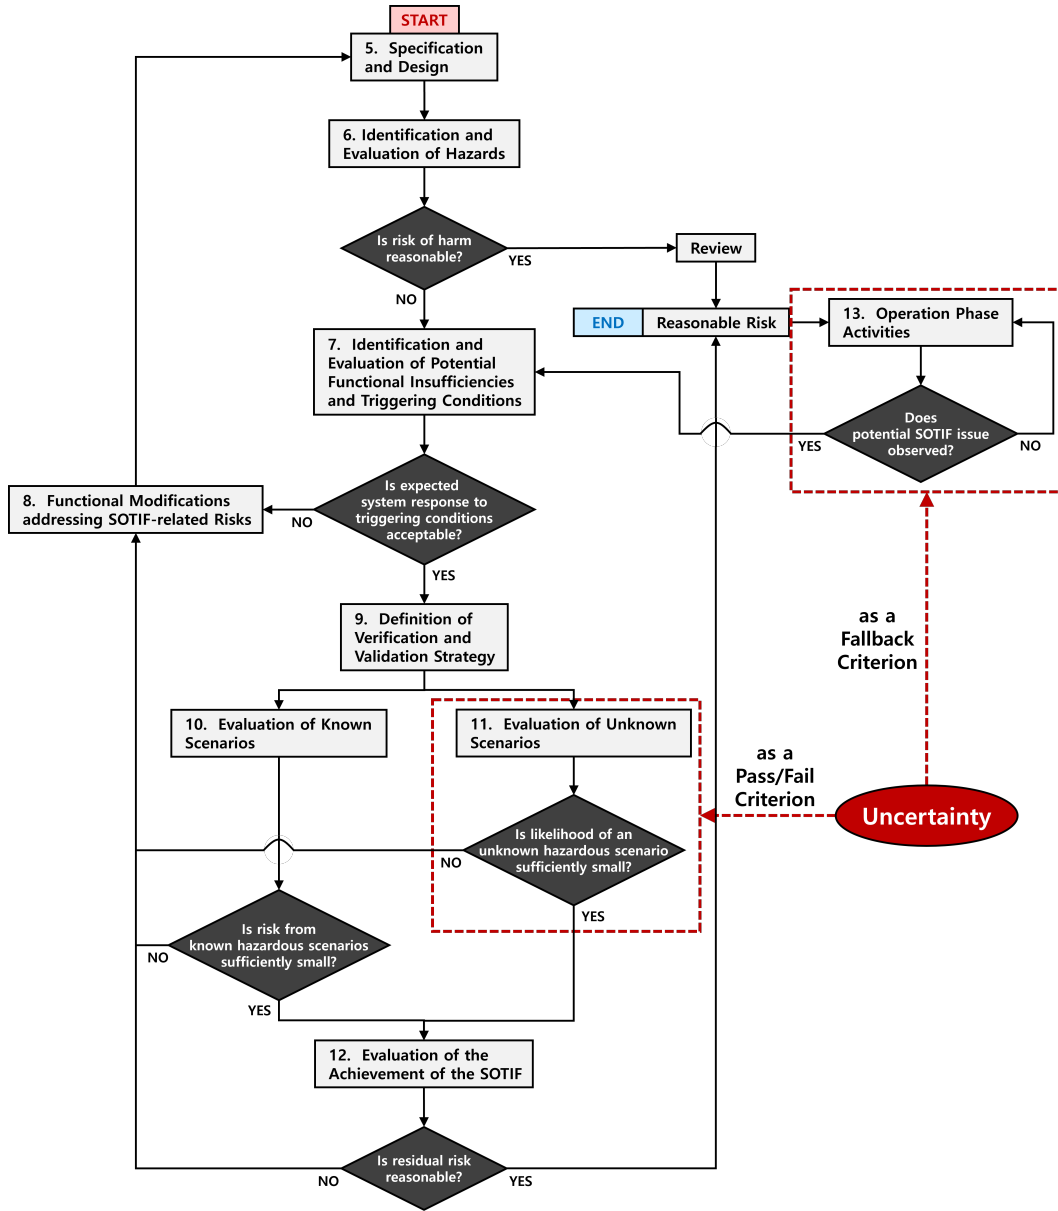 START
5. Specification
and Design
6. Identification and
Evaluation of Hazards
Is risk of harm
reasonable?
YES
NO
Review
END
Reasonable Risk
13. Operation Phase
Activities
7. Identification and
Evaluation of Potential
Functional Insufficiencies
and Triggering Conditions
Does
potential SOTIF issue
observed?
YES
NO
Is expected
system response to
triggering conditions
acceptable?
NO
YES
8. Functional Modifications
addressing SOTIF-related Risks
9. Definition of
Verification and
Validation Strategy
as a
Fallback
Criterion
10. Evaluation of Known
Scenarios
11. Evaluation of Unknown
Scenarios
as a
Pass/Fail
Criterion
Uncertainty
Is likelihood of an
unknown hazardous scenario
sufficiently small?
NO
YES
Is risk from
known hazardous scenarios
sufficiently small?
NO
YES
12. Evaluation of the
Achievement of the SOTIF
Is residual risk
reasonable?
NO
YES